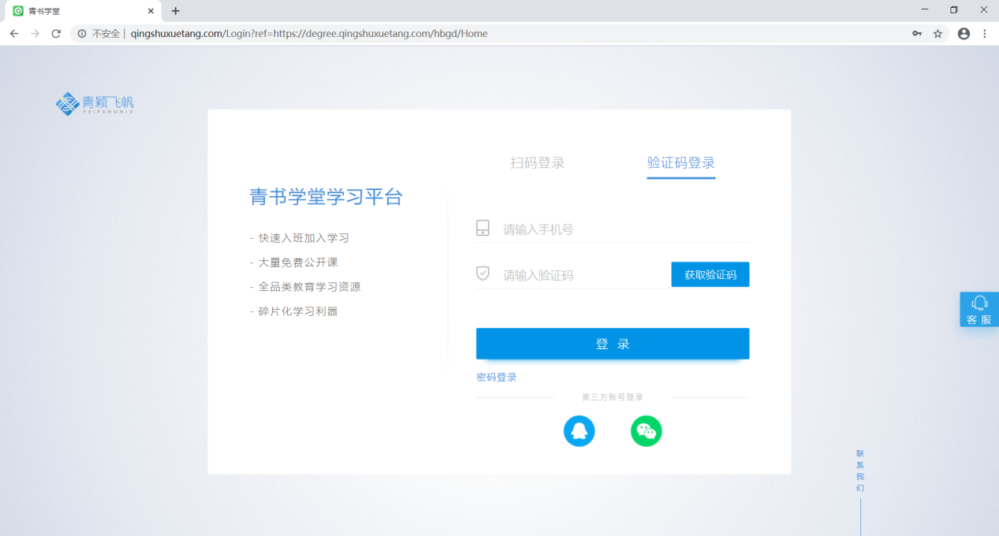 青书学堂
不安全 | qingshuxuetang.com/Login?ref=https://degree.qingshuxuetang.com/hbgd/Home
青颖飞帆
FEIFANUNIV
扫码登录
验证码登录
青书学堂学习平台
- 快速入班加入学习
- 大量免费公开课
- 全品类教育学习资源
- 碎片化学习利器
请输入手机号
请输入验证码
获取验证码
登 录
密码登录
第三方账号登录
客 服
联系我们